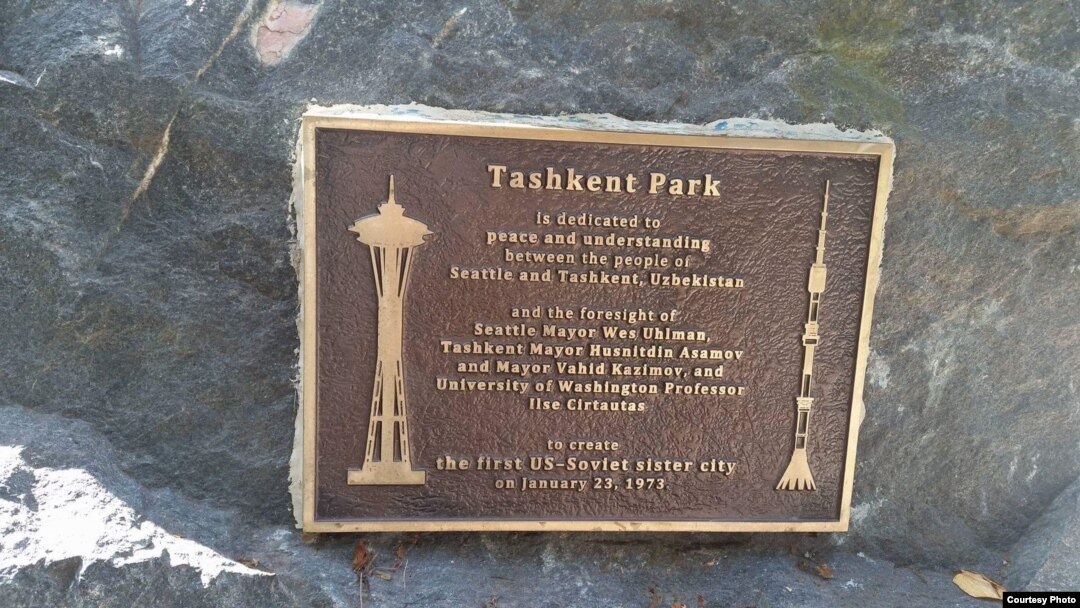 Tashkent Park
is dedicated to
peace and understanding
between the people of
Seattle and Tashkent, Uzbekistan
and the foresight of
Seattle Mayor Wes Uhlman,
Tashkent Mayor Husnitdin Asamov
and Mayor Vahid Kazimov, and
University of Washington Professor
Ilse Cirtautas
to create
the first US–Soviet sister city
on January 23, 1973
Courtesy Photo